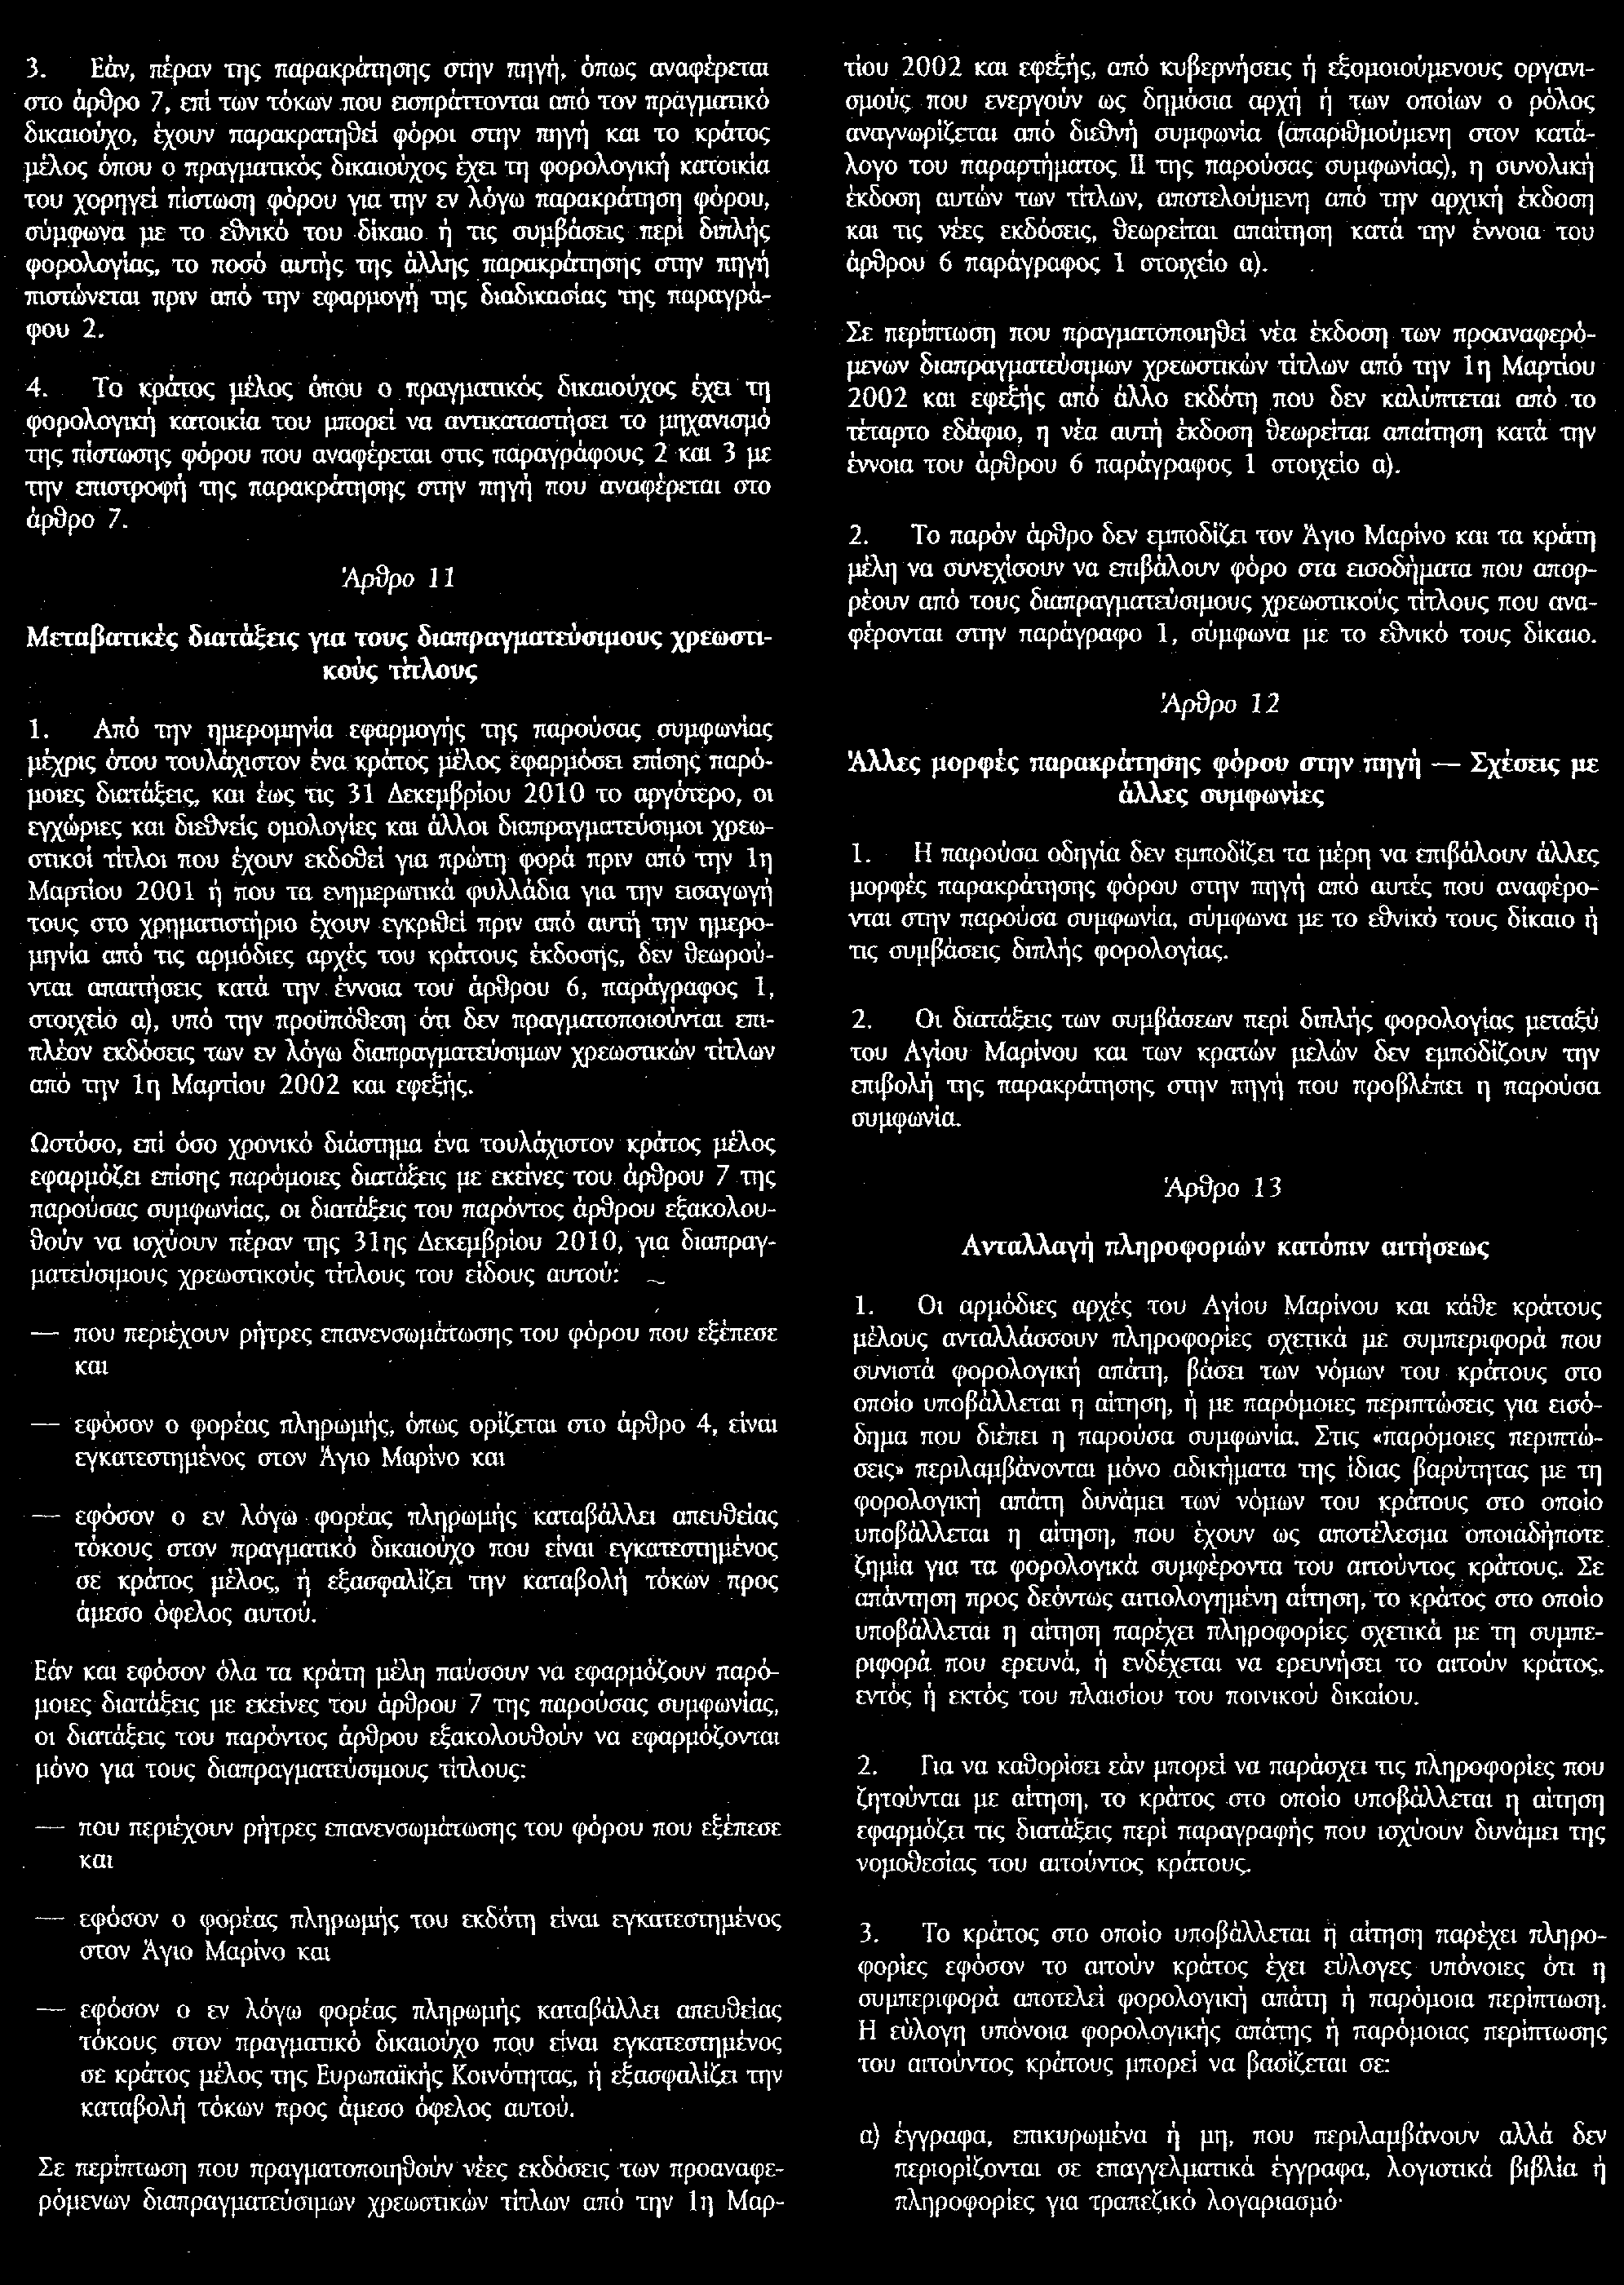 3. Εάν, πέραν της παρακράτησης στην πηγή, όπως αναφέρεται
στο άρθρο 7, επί των τόκων που εισπράττονται από τον πραγματικό
δικαιούχο, έχουν παρακρατηθεί φόροι στην πηγή και το κράτος
μέλος όπου ο πραγματικός δικαιούχος έχει τη φορολογική κατοικία
του χορηγεί πίστωση φόρου για την εν λόγω παρακράτηση φόρου,
σύμφωνα με το εθνικό του δίκαιο ή τις συμβάσεις περί διπλής
φορολογίας, το ποσό αυτής της άλλης παρακράτησης στην πηγή
πιστώνεται πριν από την εφαρμογή της διαδικασίας της παραγρά-
φου 2.
4. Το κράτος μέλος όπου ο πραγματικός δικαιούχος έχει τη
φορολογική κατοικία του μπορεί να αντικαταστήσει το μηχανισμό
της πίστωσης φόρου που αναφέρεται στις παραγράφους 2 και 3 με
την επιστροφή της παρακράτησης στην πηγή που αναφέρεται στο
άρθρο 7.
Άρθρο 11
Μεταβατικές διατάξεις για τους διαπραγματεύσιμους χρεωστι-
κούς τίτλους
1. Από την ημερομηνία εφαρμογής της παρούσας συμφωνίας
μέχρις ότου τουλάχιστον ένα κράτος μέλος εφαρμόσει επίσης παρό-
μοιες διατάξεις, και έως τις 31 Δεκεμβρίου 2010 το αργότερο, οι
εγχώριες και διεθνείς ομολογίες και άλλοι διαπραγματεύσιμοι χρεω-
στικοί τίτλοι που έχουν εκδοθεί για πρώτη φορά πριν από την 1η
Μαρτίου 2001 ή που τα ενημερωτικά φυλλάδια για την εισαγωγή
τους στο χρηματιστήριο έχουν εγκριθεί πριν από αυτή την ημερο-
μηνία από τις αρμόδιες αρχές του κράτους έκδοσης, δεν θεωρού-
νται απαιτήσεις κατά την έννοια του άρθρου 6, παράγραφος 1,
στοιχείο α), υπό την προϋπόθεση ότι δεν πραγματοποιούνται επι-
πλέον εκδόσεις των εν λόγω διαπραγματεύσιμων χρεωστικών τίτλων
από την 1η Μαρτίου 2002 και εφεξής.
Ωστόσο, επί όσο χρονικό διάστημα ένα τουλάχιστον κράτος μέλος
εφαρμόζει επίσης παρόμοιες διατάξεις με εκείνες του άρθρου 7 της
παρούσας συμφωνίας, οι διατάξεις του παρόντος άρθρου εξακολου-
θούν να ισχύουν πέραν της 31ης Δεκεμβρίου 2010, για διαπραγ-
ματεύσιμους χρεωστικούς τίτλους του είδους αυτού:
— που περιέχουν ρήτρες επανενσωμάτωσης του φόρου που εξέπεσε
και
— εφόσον ο φορέας πληρωμής, όπως ορίζεται στο άρθρο 4, είναι
εγκατεστημένος στον Άγιο Μαρίνο και
— εφόσον ο εν λόγω φορέας πληρωμής καταβάλλει απευθείας
τόκους στον πραγματικό δικαιούχο που είναι εγκατεστημένος
σε κράτος μέλος, ή εξασφαλίζει την καταβολή τόκων προς
άμεσο όφελος αυτού.
Εάν και εφόσον όλα τα κράτη μέλη παύσουν να εφαρμόζουν παρό-
μοιες διατάξεις με εκείνες του άρθρου 7 της παρούσας συμφωνίας,
οι διατάξεις του παρόντος άρθρου εξακολουθούν να εφαρμόζονται
μόνο για τους διαπραγματεύσιμους τίτλους:
— που περιέχουν ρήτρες επανενσωμάτωσης του φόρου που εξέπεσε
και
— εφόσον ο φορέας πληρωμής του εκδότη είναι εγκατεστημένος
στον Άγιο Μαρίνο και
— εφόσον ο εν λόγω φορέας πληρωμής καταβάλλει απευθείας
τόκους στον πραγματικό δικαιούχο που είναι εγκατεστημένος
σε κράτος μέλος της Ευρωπαϊκής Κοινότητας, ή εξασφαλίζει την
καταβολή τόκων προς άμεσο όφελος αυτού.
Σε περίπτωση που πραγματοποιηθούν νέες εκδόσεις των προαναφε-
ρόμενων διαπραγματεύσιμων χρεωστικών τίτλων από την 1η Μαρ-
τίου 2002 και εφεξής, από κυβερνήσεις ή εξομοιούμενους οργανι-
σμούς που ενεργούν ως δημόσια αρχή ή των οποίων ο ρόλος
αναγνωρίζεται από διεθνή συμφωνία (απαριθμούμενη στον κατά-
λογο του παραρτήματος II της παρούσας συμφωνίας), η συνολική
έκδοση αυτών των τίτλων, αποτελούμενη από την αρχική έκδοση
και τις νέες εκδόσεις, θεωρείται απαίτηση κατά την έννοια του
άρθρου 6 παράγραφος 1 στοιχείο α).
Σε περίπτωση που πραγματοποιηθεί νέα έκδοση των προαναφερό-
μενων διαπραγματεύσιμων χρεωστικών τίτλων από την 1η Μαρτίου
2002 και εφεξής από άλλο εκδότη που δεν καλύπτεται από το
τέταρτο εδάφιο, η νέα αυτή έκδοση θεωρείται απαίτηση κατά την
έννοια του άρθρου 6 παράγραφος 1 στοιχείο α).
2. Το παρόν άρθρο δεν εμποδίζει τον Άγιο Μαρίνο και τα κράτη
μέλη να συνεχίσουν να επιβάλουν φόρο στα εισοδήματα που απορ-
ρέουν από τους διαπραγματεύσιμους χρεωστικούς τίτλους που ανα-
φέρονται στην παράγραφο 1, σύμφωνα με το εθνικό τους δίκαιο.
Άρθρο 12
Άλλες μορφές παρακράτησης φόρου στην πηγή — Σχέσεις με
άλλες συμφωνίες
1. Η παρούσα οδηγία δεν εμποδίζει τα μέρη να επιβάλουν άλλες
μορφές παρακράτησης φόρου στην πηγή από αυτές που αναφέρο-
νται στην παρούσα συμφωνία, σύμφωνα με το εθνικό τους δίκαιο ή
τις συμβάσεις διπλής φορολογίας.
2. Οι διατάξεις των συμβάσεων περί διπλής φορολογίας μεταξύ
του Αγίου Μαρίνου και των κρατών μελών δεν εμποδίζουν την
επιβολή της παρακράτησης στην πηγή που προβλέπει η παρούσα
συμφωνία.
Άρθρο 13
Ανταλλαγή πληροφοριών κατόπιν αιτήσεως
1. Οι αρμόδιες αρχές του Αγίου Μαρίνου και κάθε κράτους
μέλους ανταλλάσσουν πληροφορίες σχετικά με συμπεριφορά που
συνιστά φορολογική απάτη, βάσει των νόμων του κράτους στο
οποίο υποβάλλεται η αίτηση, ή με παρόμοιες περιπτώσεις για εισό-
δημα που διέπει η παρούσα συμφωνία. Στις «παρόμοιες περιπτώ-
σεις» περιλαμβάνονται μόνο αδικήματα της ίδιας βαρύτητας με τη
φορολογική απάτη δυνάμει των νόμων του κράτους στο οποίο
υποβάλλεται η αίτηση, που έχουν ως αποτέλεσμα οποιαδήποτε
ζημία για τα φορολογικά συμφέροντα του αιτούντος κράτους. Σε
απάντηση προς δεόντως αιτιολογημένη αίτηση, το κράτος στο οποίο
υποβάλλεται η αίτηση παρέχει πληροφορίες σχετικά με τη συμπε-
ριφορά που ερευνά, ή ενδέχεται να ερευνήσει το αιτούν κράτος,
εντός ή εκτός του πλαισίου του ποινικού δικαίου.
2. Για να καθορίσει εάν μπορεί να παράσχει τις πληροφορίες που
ζητούνται με αίτηση, το κράτος στο οποίο υποβάλλεται η αίτηση
εφαρμόζει τις διατάξεις περί παραγραφής που ισχύουν δυνάμει της
νομοθεσίας του αιτούντος κράτους.
3. Το κράτος στο οποίο υποβάλλεται η αίτηση παρέχει πληρο-
φορίες εφόσον το αιτούν κράτος έχει εύλογες υπόνοιες ότι η
συμπεριφορά αποτελεί φορολογική απάτη ή παρόμοια περίπτωση.
Η εύλογη υπόνοια φορολογικής απάτης ή παρόμοιας περίπτωσης
του αιτούντος κράτους μπορεί να βασίζεται σε:
α) έγγραφα, επικυρωμένα ή μη, που περιλαμβάνουν αλλά δεν
περιορίζονται σε επαγγελματικά έγγραφα, λογιστικά βιβλία ή
πληροφορίες για τραπεζικό λογαριασμό·